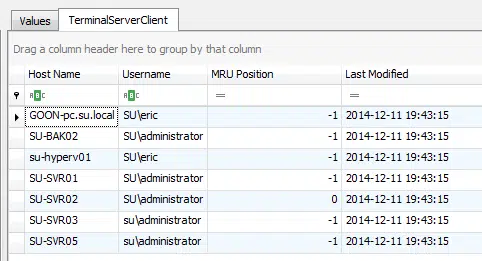 Values TerminalServerClient
Drag a column header here to group by that column
Host Name Username MRU Position Last Modified
ABC ABC = =
GOON-pc.su.local SU\eric -1 2014-12-11 19:43:15
SU-BAK02 SU\administrator -1 2014-12-11 19:43:15
su-hyperv01 SU\eric -1 2014-12-11 19:43:15
SU-SVR01 SU\administrator -1 2014-12-11 19:43:15
SU-SVR02 SU\administrator 0 2014-12-11 19:43:15
SU-SVR03 su\administrator -1 2014-12-11 19:43:15
SU-SVR05 su\administrator -1 2014-12-11 19:43:15